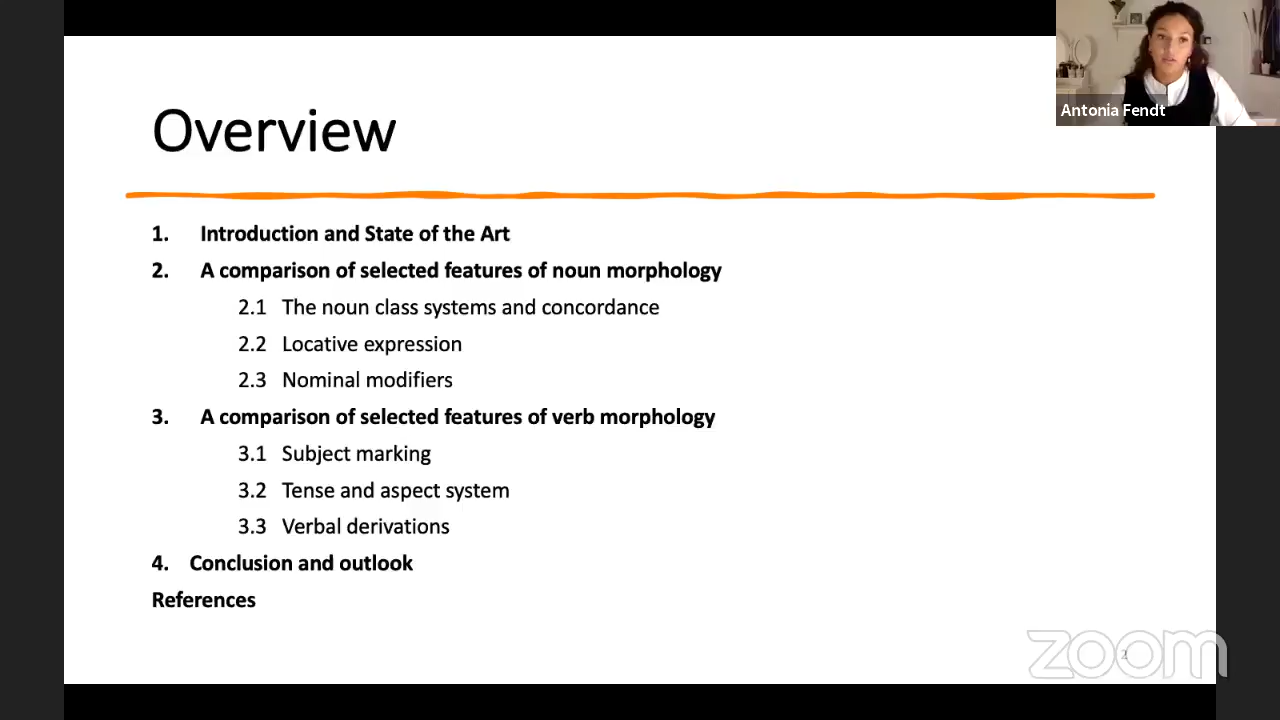 Overview
Antonia Fendt
1. Introduction and State of the Art
2. A comparison of selected features of noun morphology
2.1 The noun class systems and concordance
2.2 Locative expression
2.3 Nominal modifiers
3. A comparison of selected features of verb morphology
3.1 Subject marking
3.2 Tense and aspect system
3.3 Verbal derivations
4. Conclusion and outlook
References
2
zoom